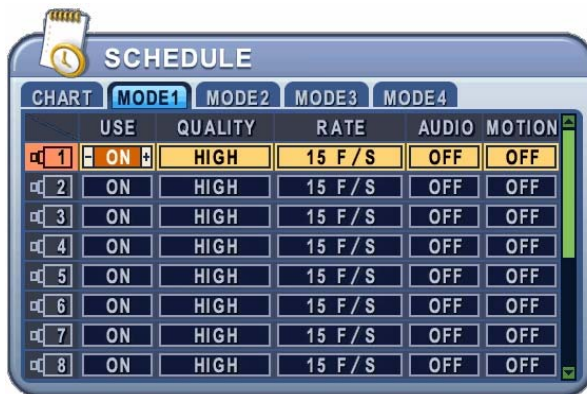 SCHEDULE
CHART MODE1 MODE2 MODE3 MODE4
USE QUALITY RATE AUDIO MOTION
1 - ON + HIGH 15 F/S OFF OFF
2 ON HIGH 15 F/S OFF OFF
3 ON HIGH 15 F/S OFF OFF
4 ON HIGH 15 F/S OFF OFF
5 ON HIGH 15 F/S OFF OFF
6 ON HIGH 15 F/S OFF OFF
7 ON HIGH 15 F/S OFF OFF
8 ON HIGH 15 F/S OFF OFF